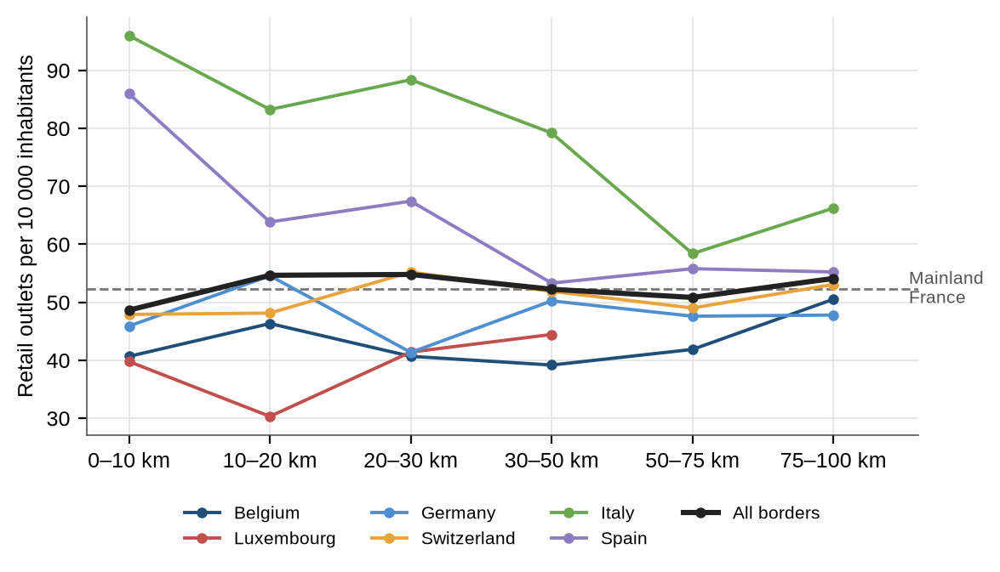 Retail outlets per 10 000 inhabitants
90
80
70
60
50
40
30
Mainland
France
0–10 km
10–20 km
20–30 km
30–50 km
50–75 km
75–100 km
Belgium
Germany
Italy
All borders
Luxembourg
Switzerland
Spain